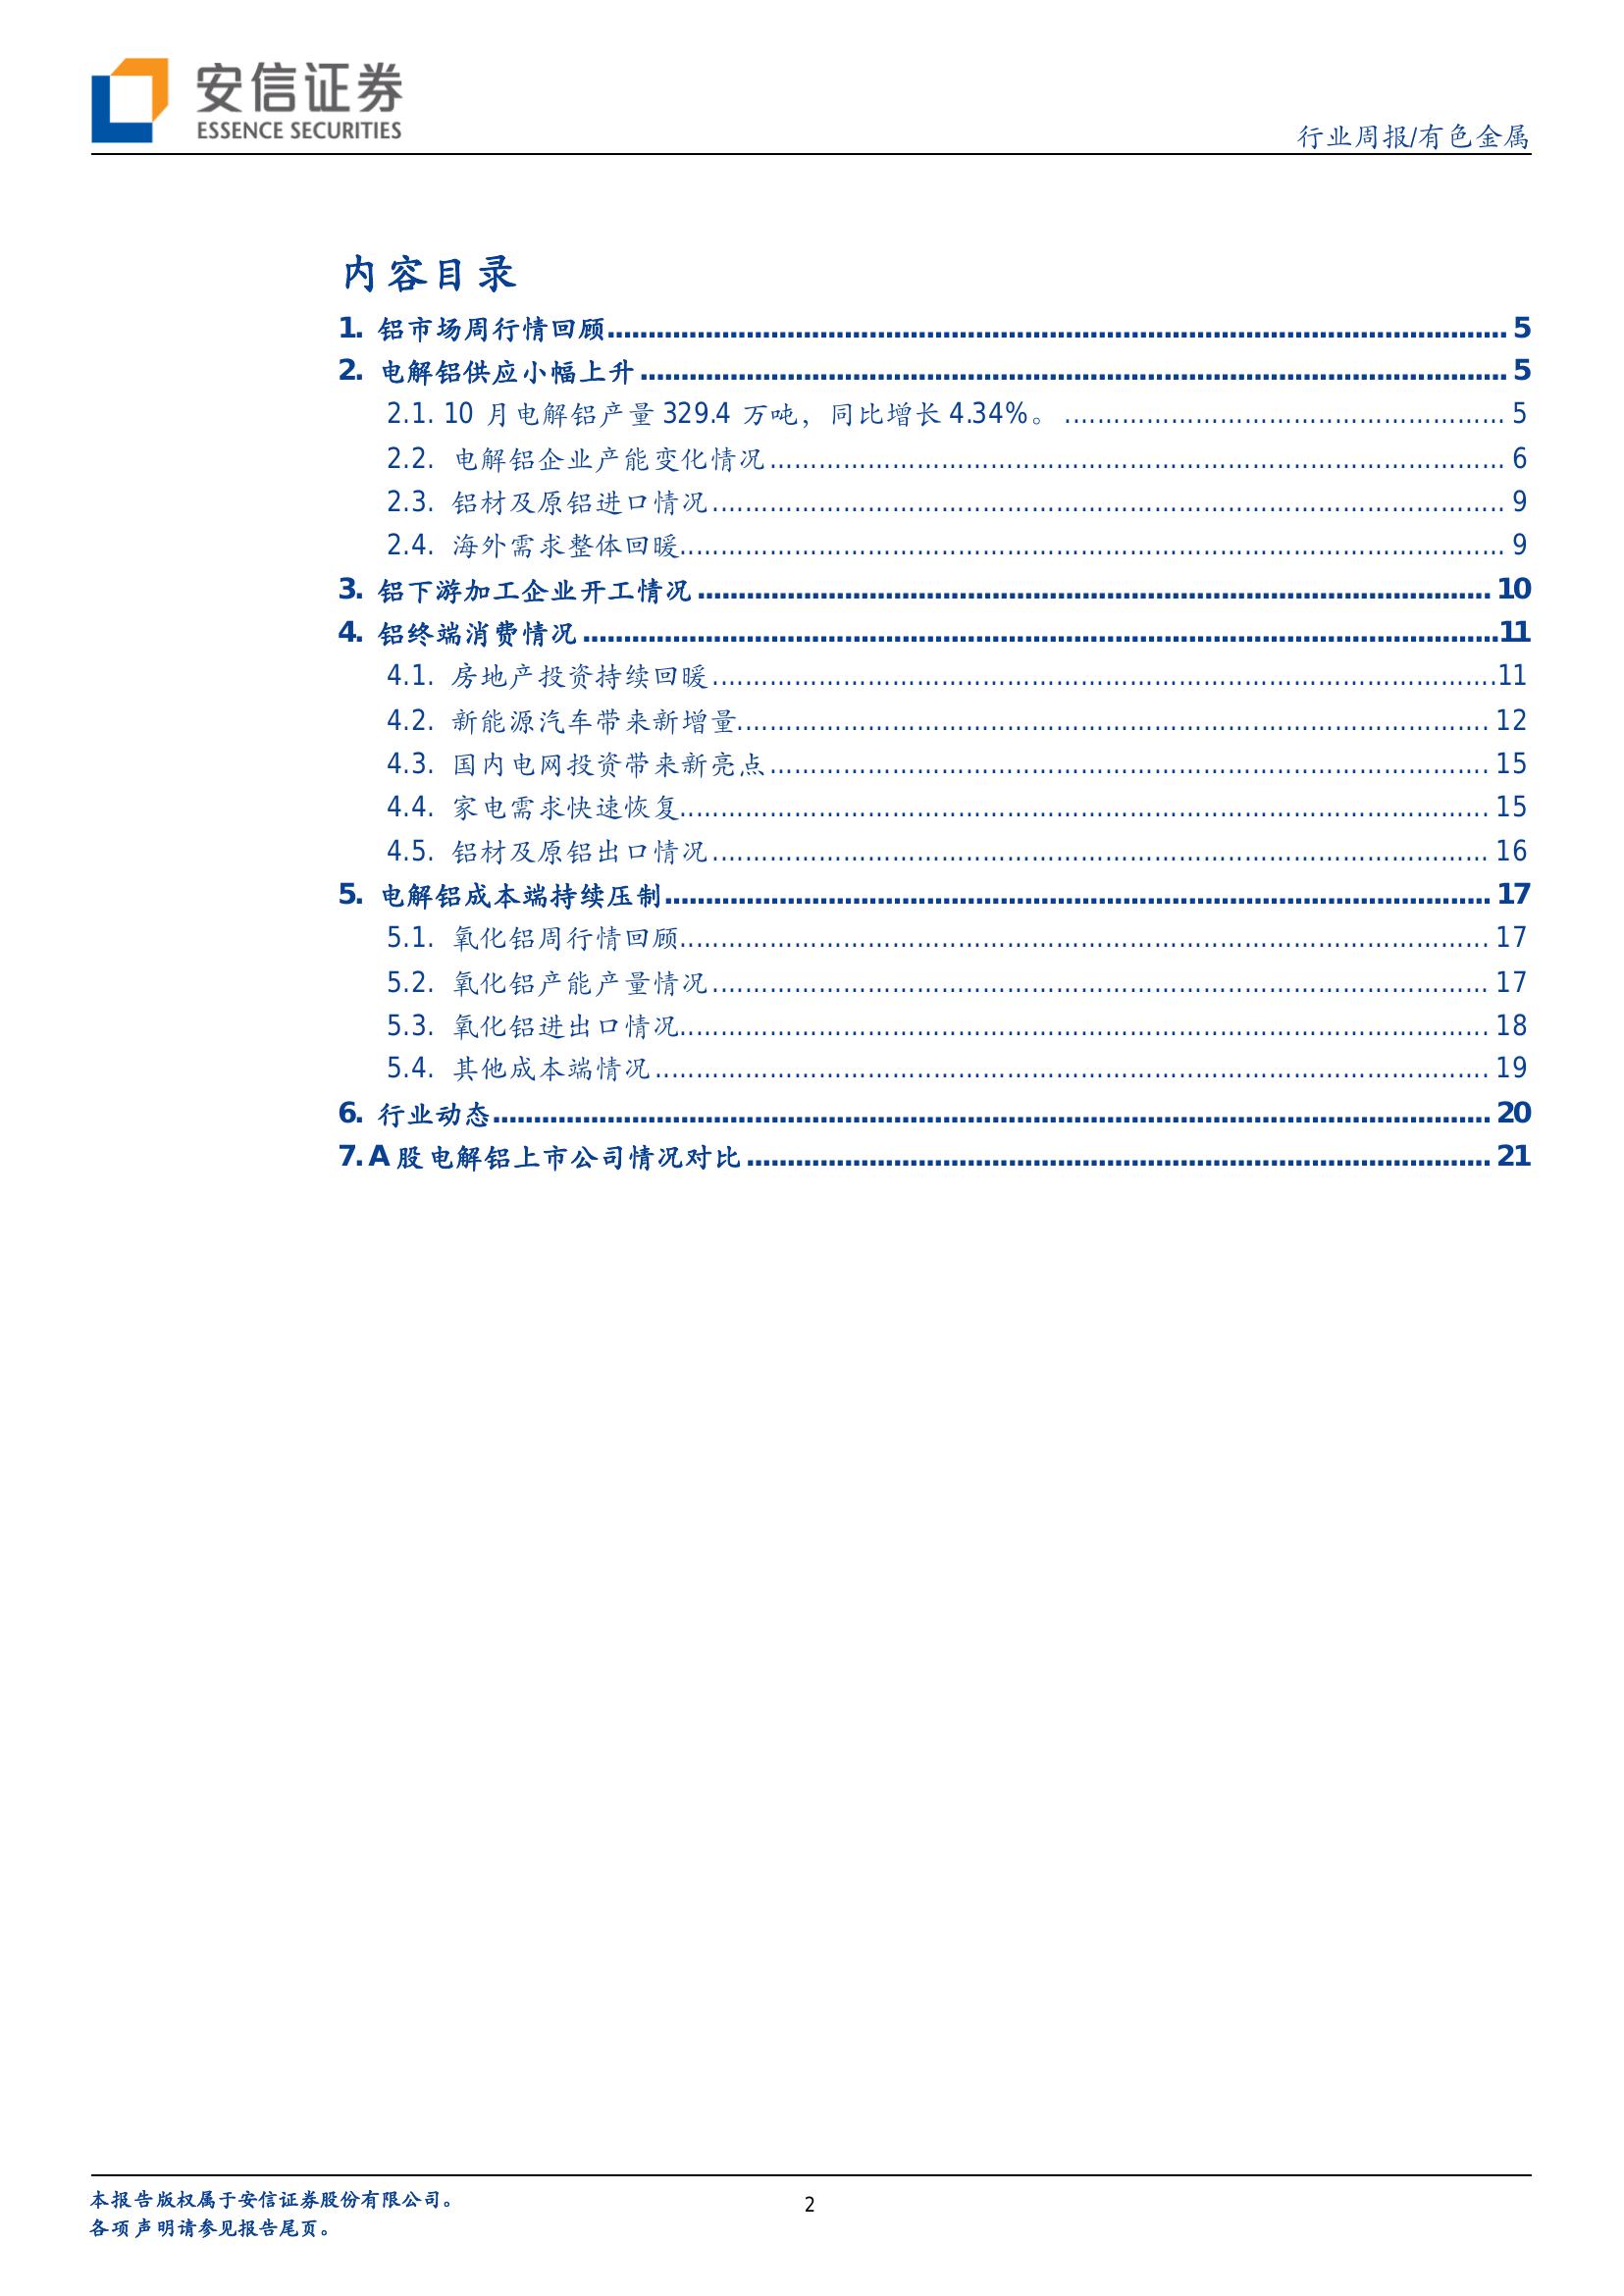 安信证券
ESSENCE SECURITIES
行业周报/有色金属
内容目录
1. 铝市场周行情回顾 5
2. 电解铝供应小幅上升 5
2.1. 10 月电解铝产量 329.4 万吨，同比增长 4.34%。 5
2.2. 电解铝企业产能变化情况 6
2.3. 铝材及原铝进口情况 9
2.4. 海外需求整体回暖 9
3. 铝下游加工企业开工情况 10
4. 铝终端消费情况 11
4.1. 房地产投资持续回暖 11
4.2. 新能源汽车带来新增量 12
4.3. 国内电网投资带来新亮点 15
4.4. 家电需求快速恢复 15
4.5. 铝材及原铝出口情况 16
5. 电解铝成本端持续压制 17
5.1. 氧化铝周行情回顾 17
5.2. 氧化铝产能产量情况 17
5.3. 氧化铝进出口情况 18
5.4. 其他成本端情况 19
6. 行业动态 20
7. A 股电解铝上市公司情况对比 21
本报告版权属于安信证券股份有限公司。
各项声明请参见报告尾页。
2